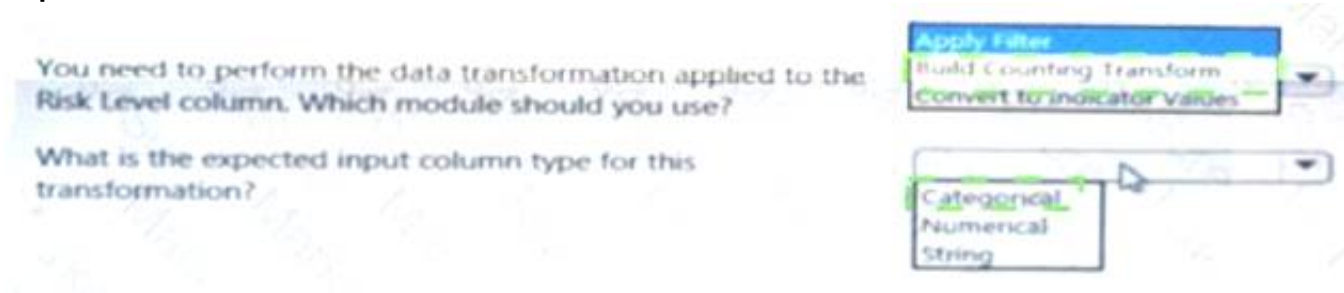 Apply Filter
You need to perform the data transformation applied to the
Build Counting Transform
Risk Level column. Which module should you use?
Convert to Indicator Values
What is the expected input column type for this
transformation?
Categorical
Numerical
String